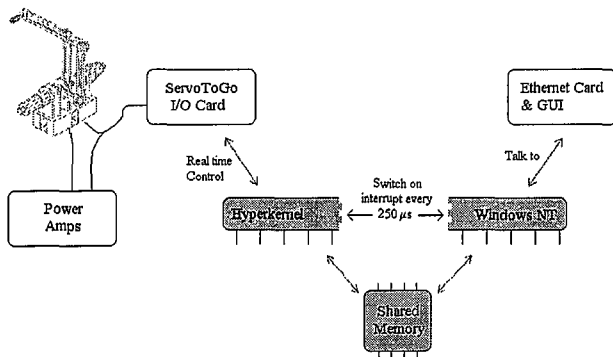 ServoToGo
I/O Card
Ethernet Card
& GUI
Real time
Control
Talk to
Switch on
interrupt every
250 µs
Power
Amps
Hyperkernel
Windows NT
Shared
Memory